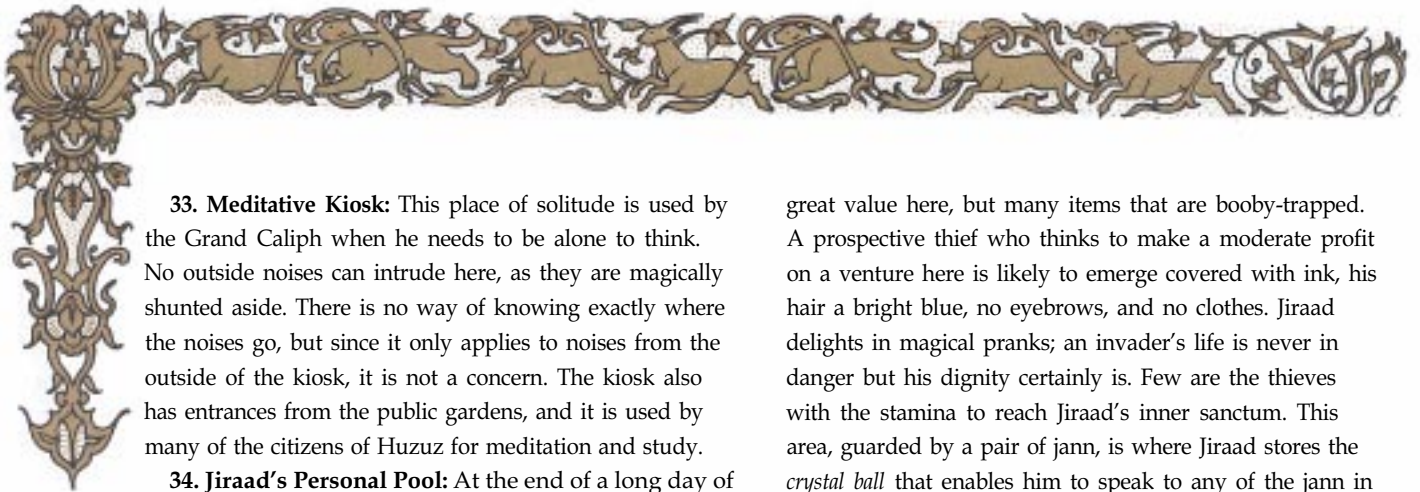 33. Meditative Kiosk: This place of solitude is used by
the Grand Caliph when he needs to be alone to think.
No outside noises can intrude here, as they are magically
shunted aside. There is no way of knowing exactly where
the noises go, but since it only applies to noises from the
outside of the kiosk, it is not a concern. The kiosk also
has entrances from the public gardens, and it is used by
many of the citizens of Huzuz for meditation and study.
34. Jiraad's Personal Pool: At the end of a long day of
great value here, but many items that are booby-trapped.
A prospective thief who thinks to make a moderate profit
on a venture here is likely to emerge covered with ink, his
hair a bright blue, no eyebrows, and no clothes. Jiraad
delights in magical pranks; an invader's life is never in
danger but his dignity certainly is. Few are the thieves
with the stamina to reach Jiraad's inner sanctum. This
area, guarded by a pair of jann, is where Jiraad stores the
crystal ball that enables him to speak to any of the jann in